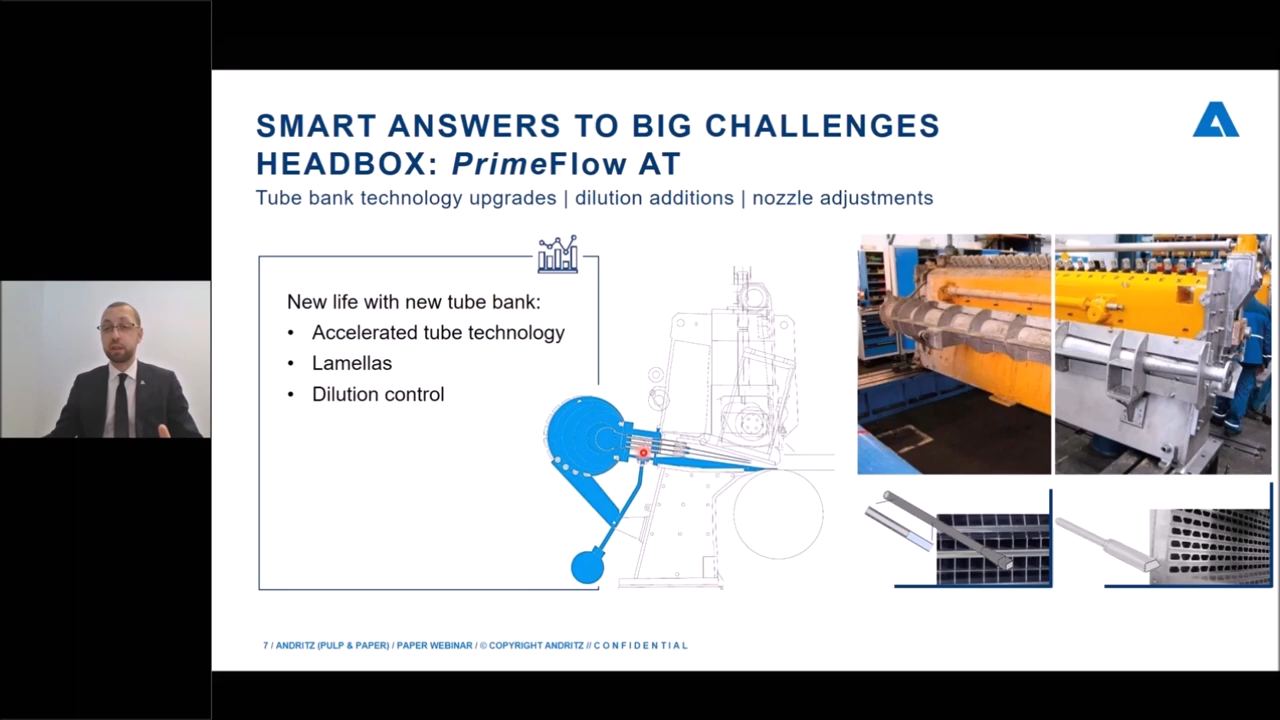 SMART ANSWERS TO BIG CHALLENGES
HEADBOX: PrimeFlow AT
Tube bank technology upgrades | dilution additions | nozzle adjustments
New life with new tube bank:
• Accelerated tube technology
• Lamellas
• Dilution control
7 / ANDRITZ (PULP & PAPER) / PAPER WEBINAR / © COPYRIGHT ANDRITZ // CONFIDENTIAL